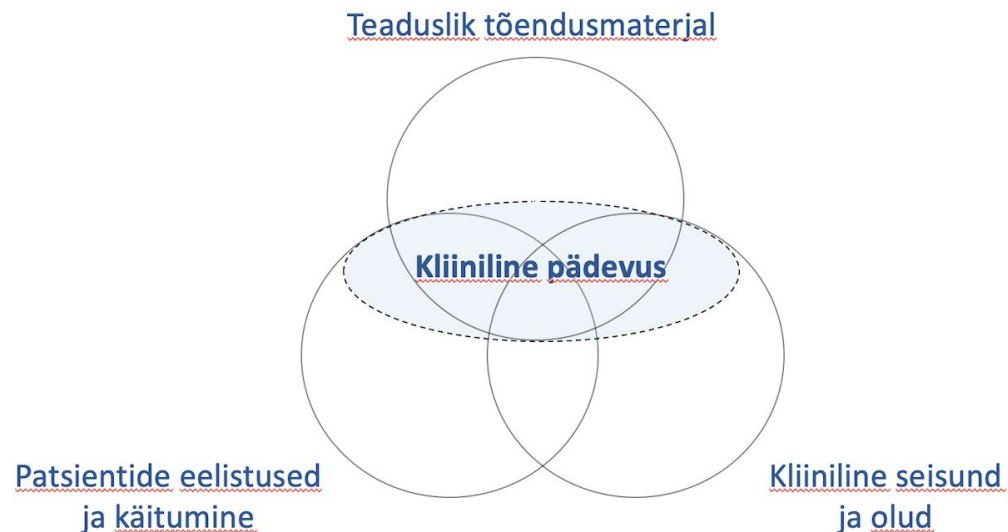 Teaduslik tõendusmaterjal
Kliiniline pädevus
Patsientide eelistused
ja käitumine
Kliiniline seisund
ja olud